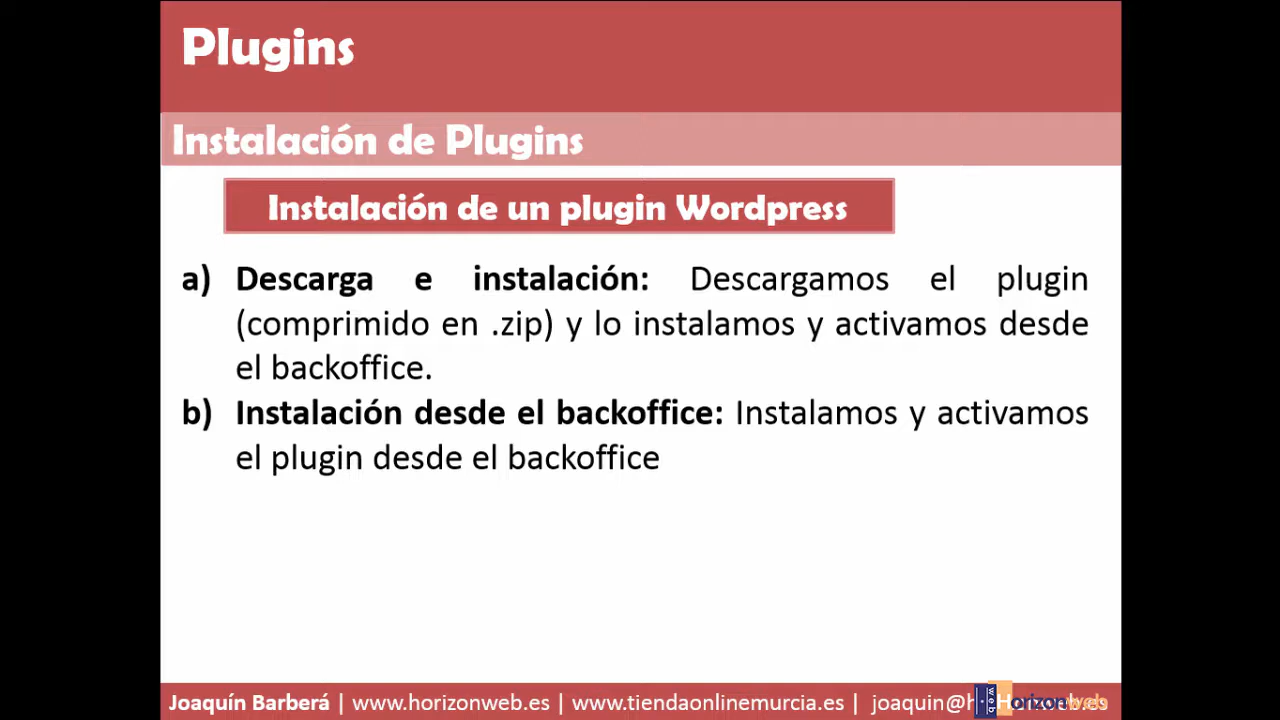 Plugins
Instalación de Plugins
Instalación de un plugin Wordpress
a) Descarga e instalación: Descargamos el plugin
(comprimido en .zip) y lo instalamos y activamos desde
el backoffice.
b) Instalación desde el backoffice: Instalamos y activamos
el plugin desde el backoffice
Joaquín Barberá | www.horizonweb.es | www.tiendaonlinemurcia.es |
web
Horizonweb